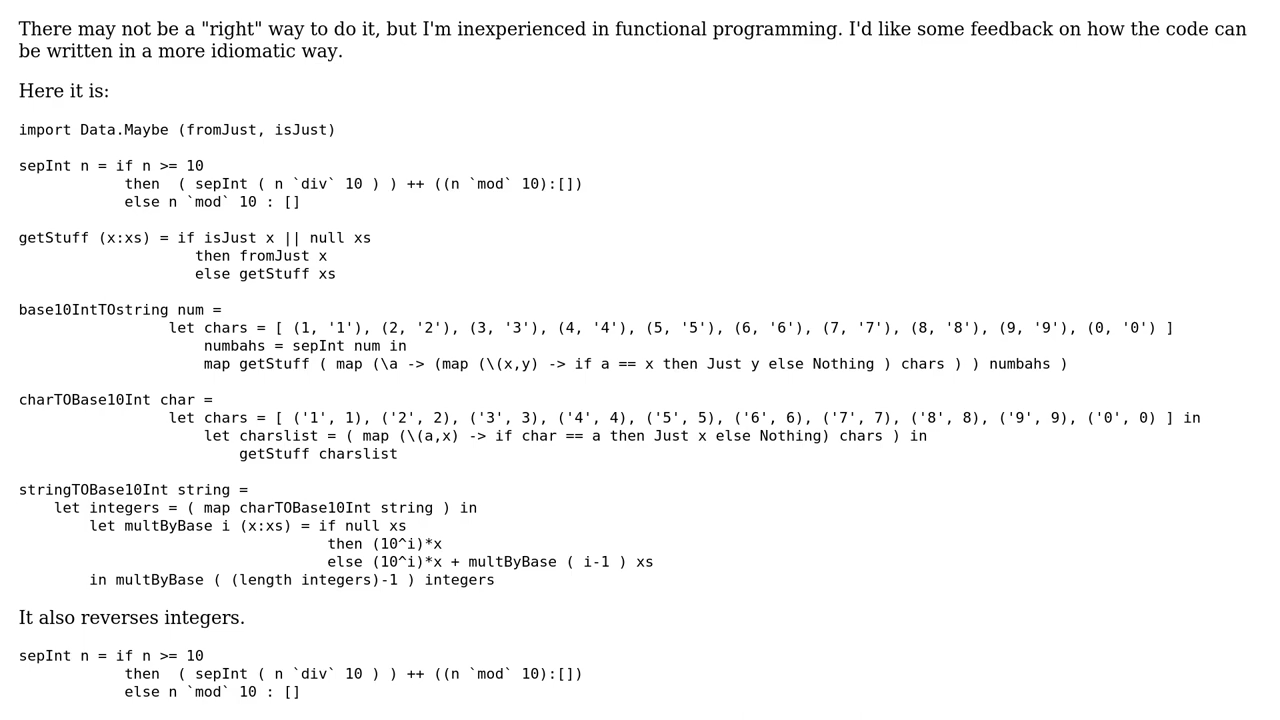 There may not be a "right" way to do it, but I'm inexperienced in functional programming. I'd like some feedback on how the code can
be written in a more idiomatic way.
Here it is:
import Data.Maybe (fromJust, isJust)
sepInt n = if n >= 10
            then  ( sepInt ( n `div` 10 ) ) ++ ((n `mod` 10):[])
            else n `mod` 10 : []
getStuff (x:xs) = if isJust x || null xs
                    then fromJust x
                    else getStuff xs
base10IntTOstring num =
                 let chars = [ (1, '1'), (2, '2'), (3, '3'), (4, '4'), (5, '5'), (6, '6'), (7, '7'), (8, '8'), (9, '9'), (0, '0') ]
                     numbahs = sepInt num in
                     map getStuff ( map (\a -> (map (\(x,y) -> if a == x then Just y else Nothing ) chars ) ) numbahs )
charTOBase10Int char =
                 let chars = [ ('1', 1), ('2', 2), ('3', 3), ('4', 4), ('5', 5), ('6', 6), ('7', 7), ('8', 8), ('9', 9), ('0', 0) ] in
                     let charslist = ( map (\(a,x) -> if char == a then Just x else Nothing) chars ) in
                         getStuff charslist
stringTOBase10Int string =
    let integers = ( map charTOBase10Int string ) in
        let multByBase i (x:xs) = if null xs
                                   then (10^i)*x
                                   else (10^i)*x + multByBase ( i-1 ) xs
        in multByBase ( (length integers)-1 ) integers
It also reverses integers.
sepInt n = if n >= 10
            then  ( sepInt ( n `div` 10 ) ) ++ ((n `mod` 10):[])
            else n `mod` 10 : []